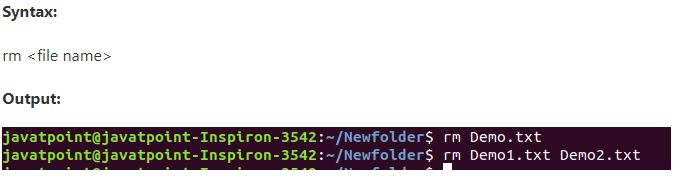 Syntax:
rm <file name>
Output:
javatpoint@javatpoint-Inspiron-3542:~/Newfolder$ rm Demo.txt
javatpoint@javatpoint-Inspiron-3542:~/Newfolder$ rm Demo1.txt Demo2.txt